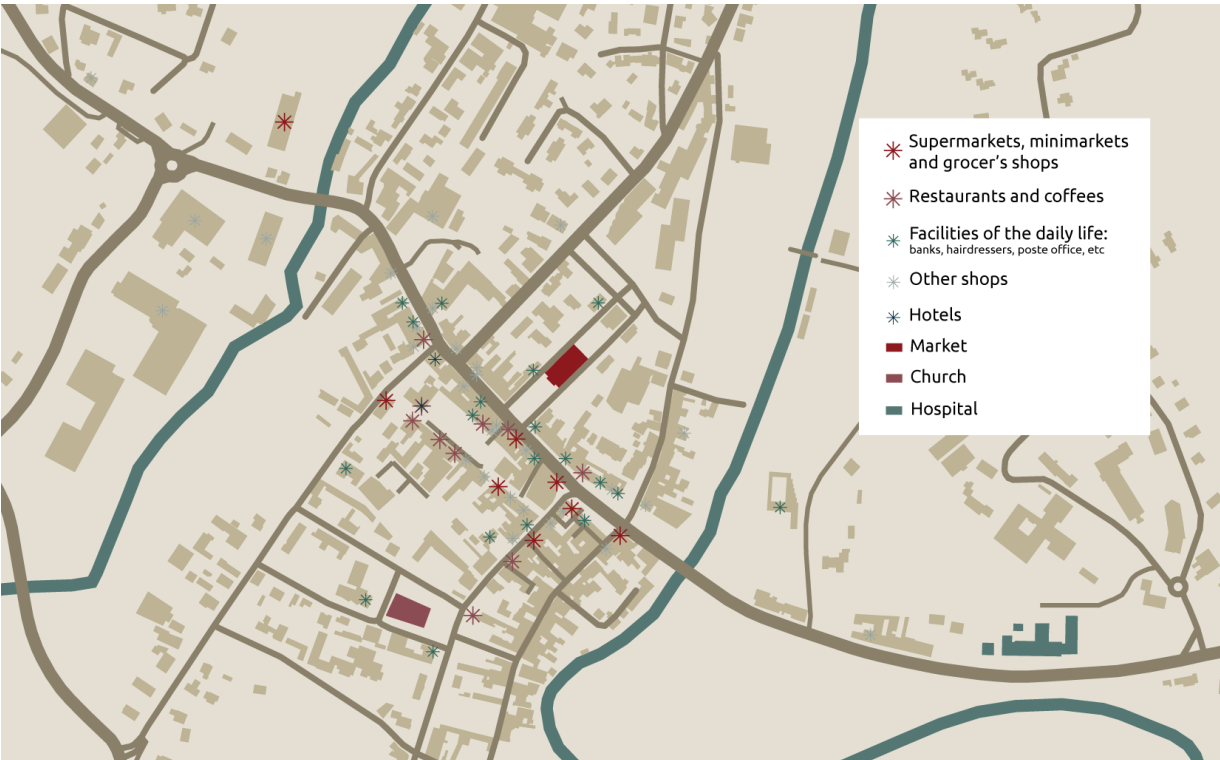 Supermarkets, minimarkets
and grocer's shops
Restaurants and coffees
Facilities of the daily life:
banks, hairdressers, poste office, etc
Other shops
Hotels
Market
Church
Hospital